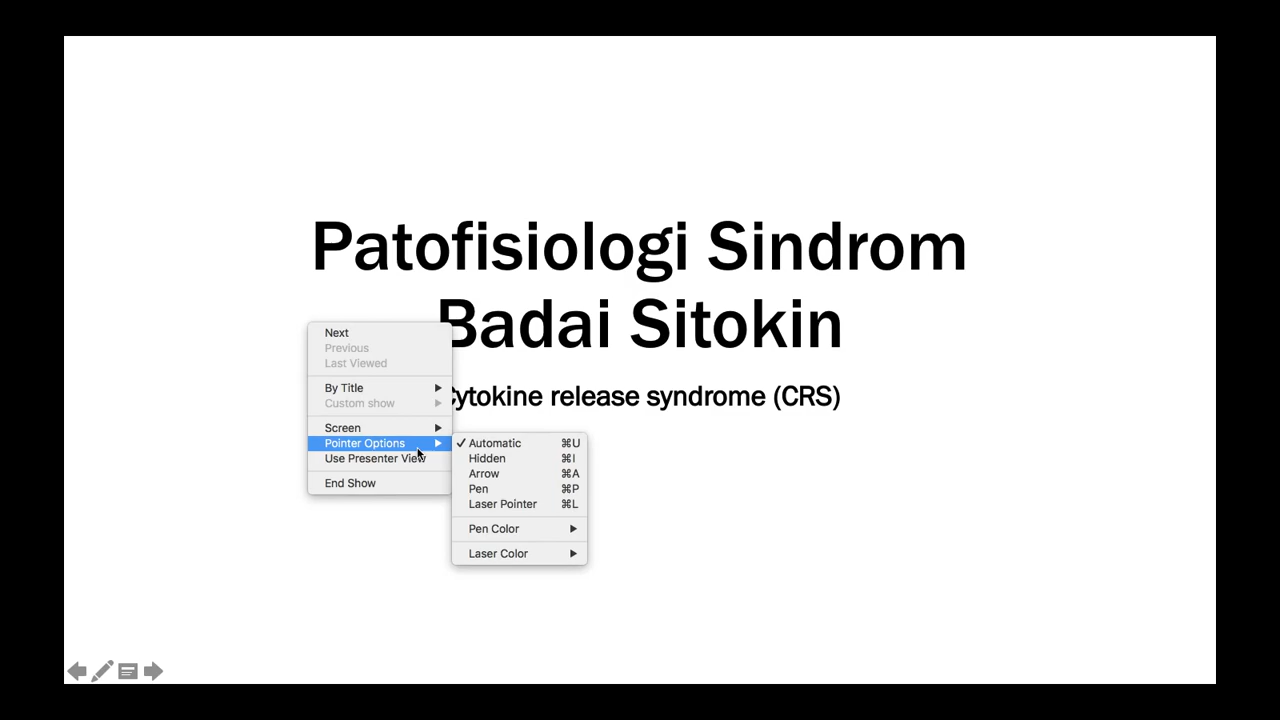 Patofisiologi Sindrom
Badai Sitokin
Cytokine release syndrome (CRS)
Next
Previous
Last Viewed
By Title
Custom show
Screen
Pointer Options
Use Presenter View
End Show
✓ Automatic ⌘U
Hidden ⌘I
Arrow ⌘A
Pen ⌘P
Laser Pointer ⌘L
Pen Color
Laser Color